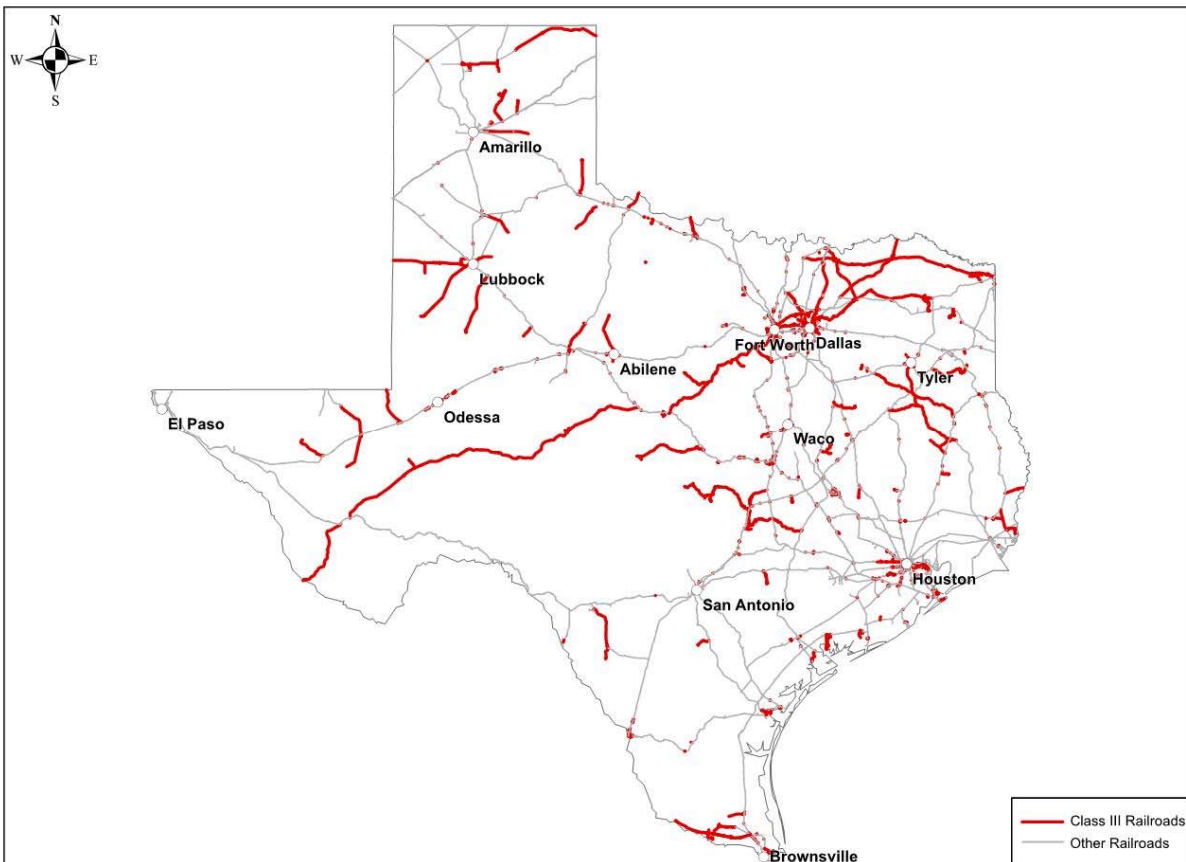 N
W E
S
Amarillo
Lubbock
Fort Worth Dallas
Abilene
Tyler
El Paso
Odessa
Waco
Houston
San Antonio
Class III Railroads
Other Railroads
Brownsville